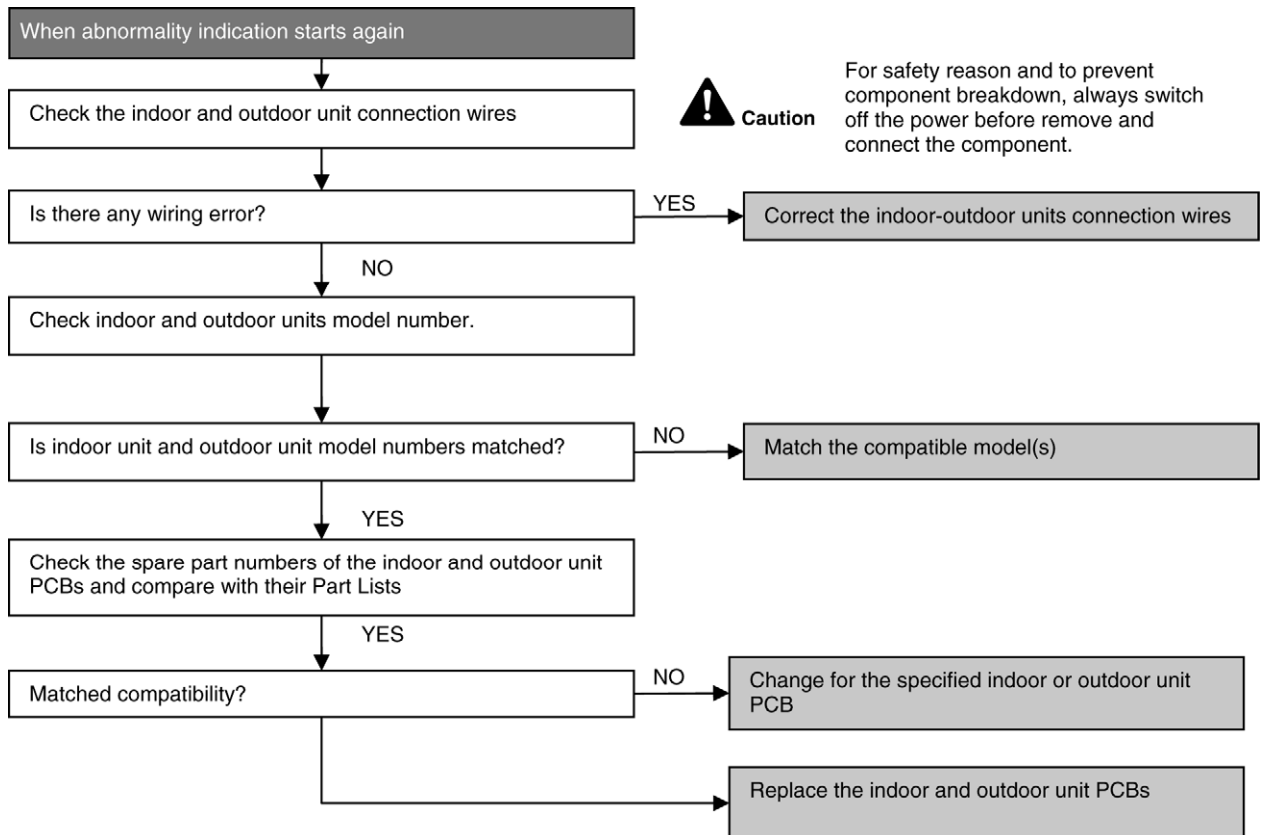 When abnormality indication starts again
Check the indoor and outdoor unit connection wires
Caution
For safety reason and to prevent
component breakdown, always switch
off the power before remove and
connect the component.
Is there any wiring error?
YES
Correct the indoor-outdoor units connection wires
NO
Check indoor and outdoor units model number.
Is indoor unit and outdoor unit model numbers matched?
NO
Match the compatible model(s)
YES
Check the spare part numbers of the indoor and outdoor unit
PCBs and compare with their Part Lists
YES
Matched compatibility?
NO
Change for the specified indoor or outdoor unit
PCB
Replace the indoor and outdoor unit PCBs